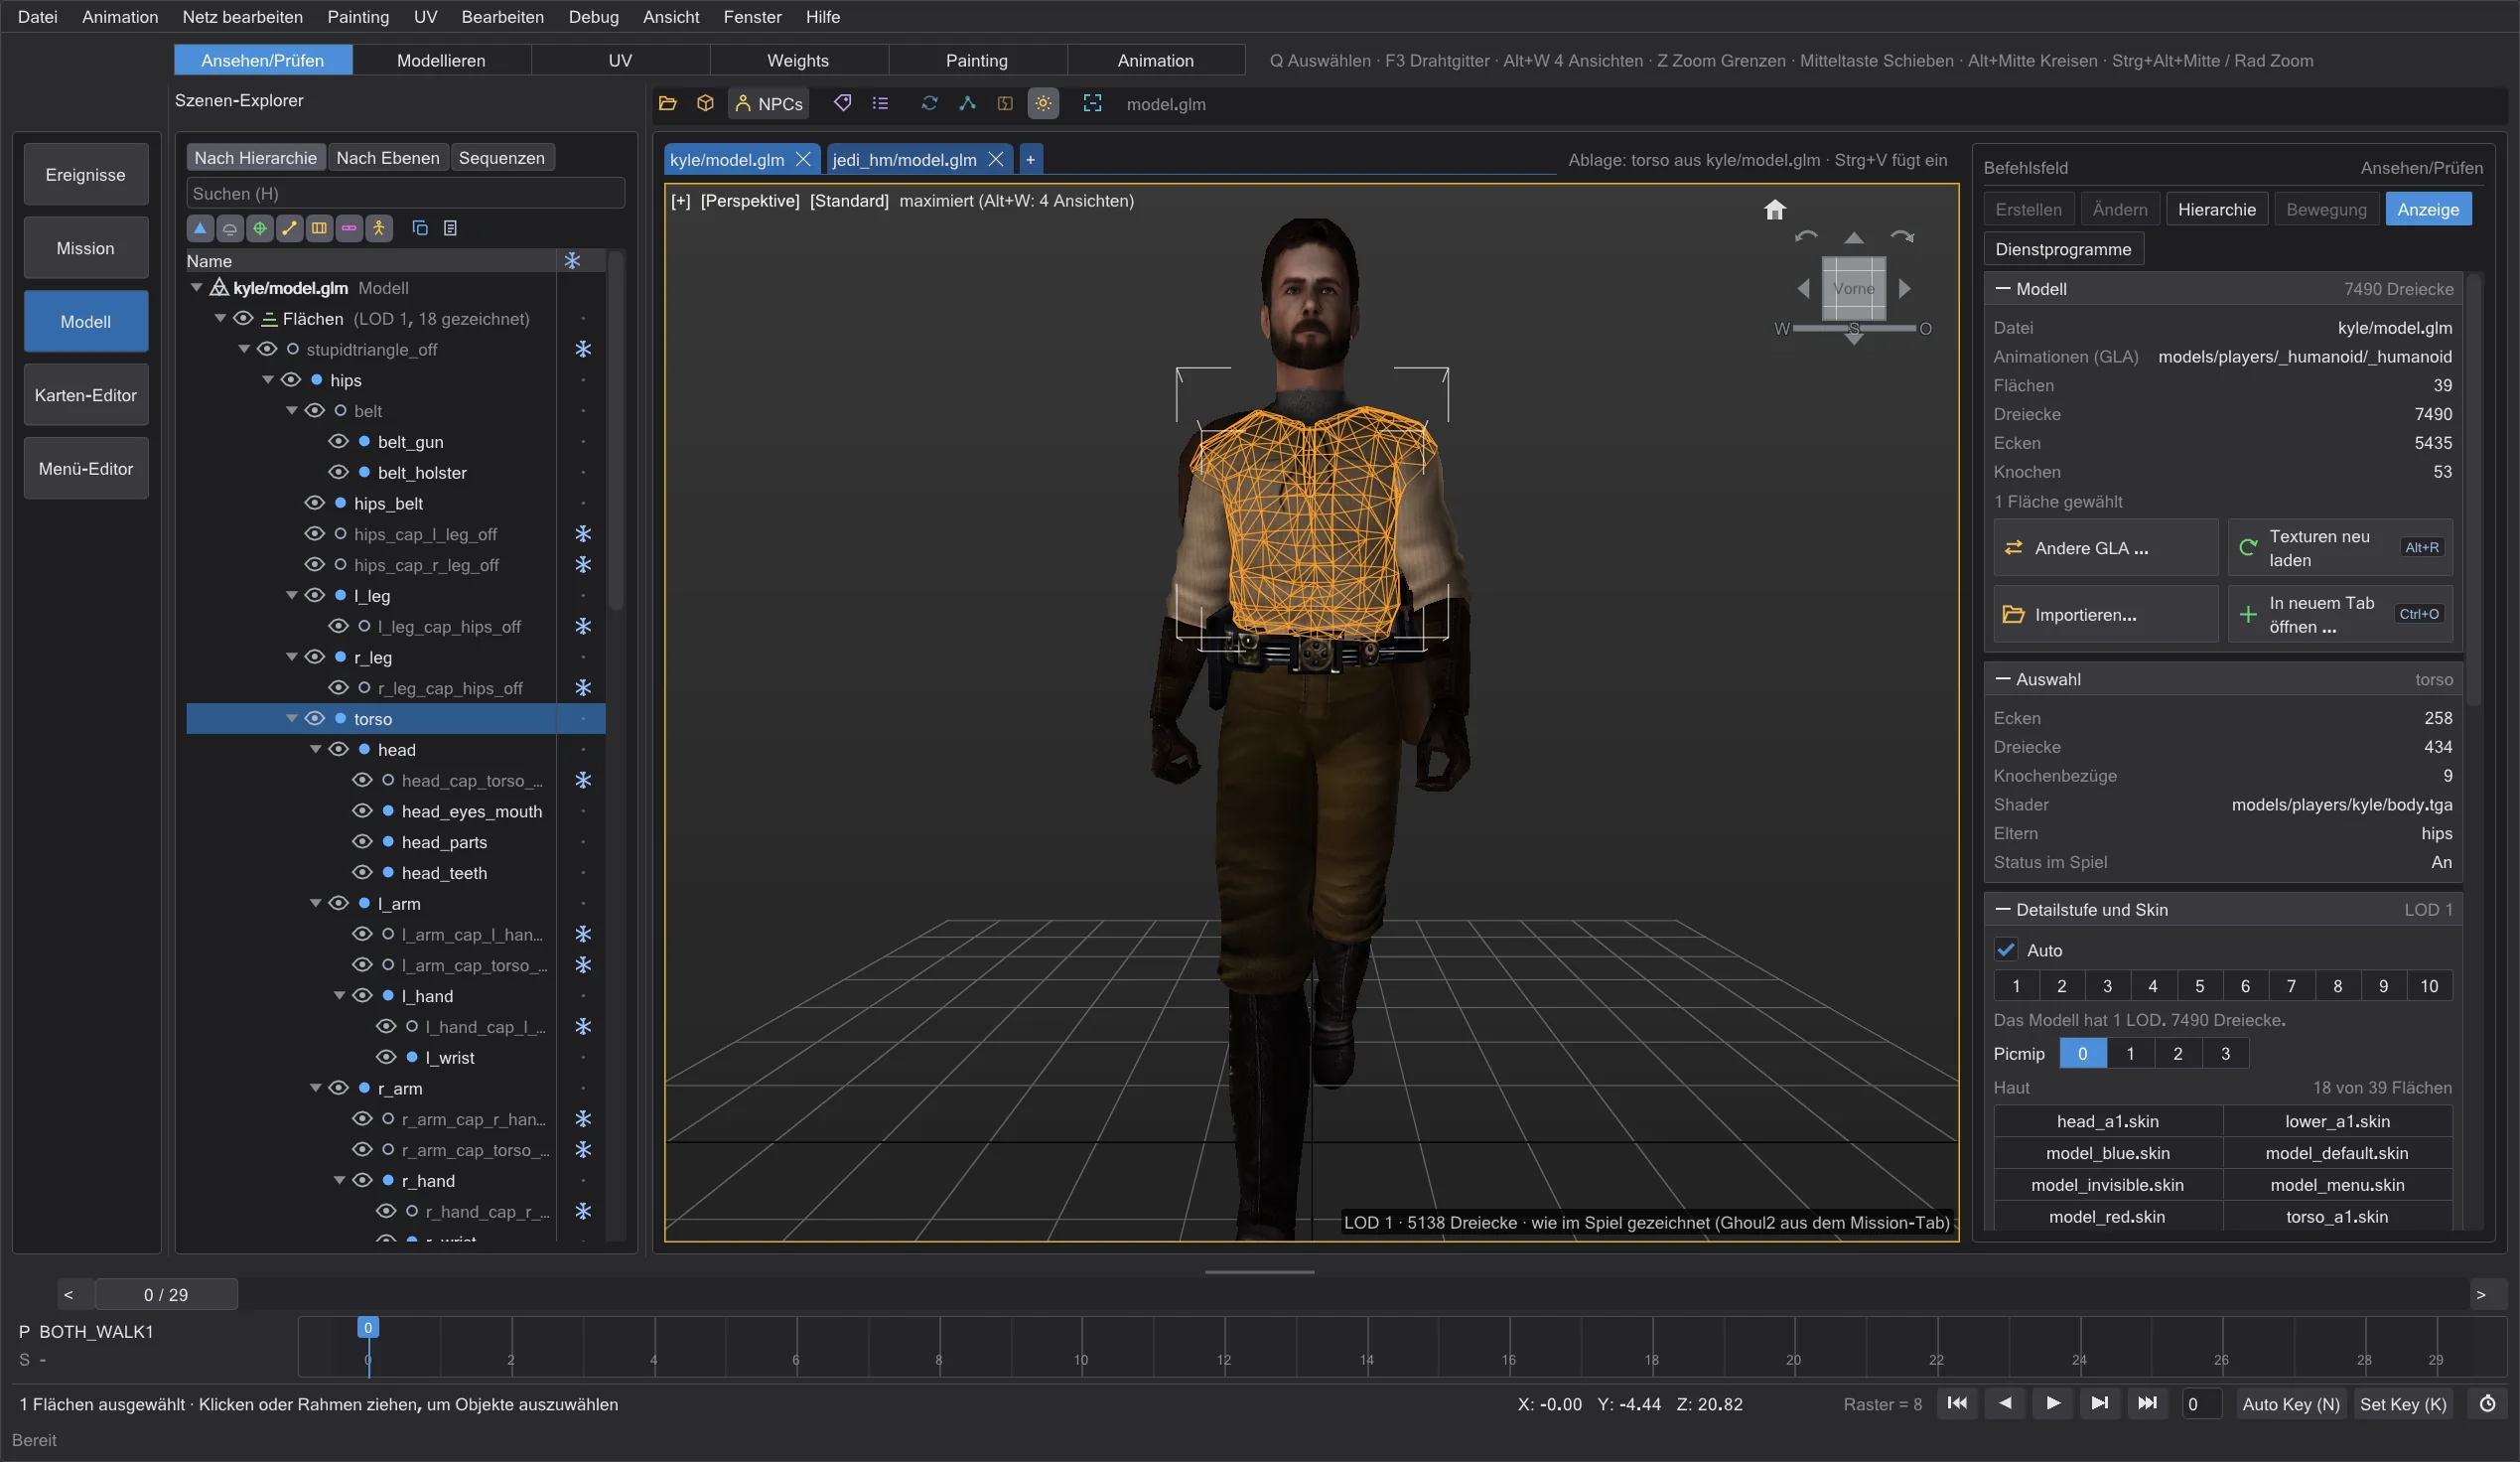 Datei Animation Netz bearbeiten Painting UV Bearbeiten Debug Ansicht Fenster Hilfe
Ansehen/Prüfen Modellieren UV Weights Painting Animation Q Auswählen · F3 Drahtgitter · Alt+W 4 Ansichten · Z Zoom Grenzen · Mitteltaste Schieben · Alt+Mitte Kreisen · Strg+Alt+Mitte / Rad Zoom
Szenen-Explorer
NPCs model.glm
Ereignisse
Mission
Modell
Karten-Editor
Menü-Editor
Nach Hierarchie Nach Ebenen Sequenzen
Suchen (H)
Name
kyle/model.glm Modell
Flächen (LOD 1, 18 gezeichnet)
stupidtriangle_off
hips
belt
belt_gun
belt_holster
hips_belt
hips_cap_l_leg_off
hips_cap_r_leg_off
l_leg
l_leg_cap_hips_off
r_leg
r_leg_cap_hips_off
torso
head
head_cap_torso_...
head_eyes_mouth
head_parts
head_teeth
l_arm
l_arm_cap_l_han...
l_arm_cap_torso_...
l_hand
l_hand_cap_l_...
l_wrist
r_arm
r_arm_cap_r_han...
r_arm_cap_torso_...
r_hand
r_hand_cap_r_...
r_wrist
kyle/model.glm jedi_hm/model.glm + Ablage: torso aus kyle/model.glm · Strg+V fügt ein
[+] [Perspektive] [Standard] maximiert (Alt+W: 4 Ansichten)
Vorne
W S O
LOD 1 · 5138 Dreiecke · wie im Spiel gezeichnet (Ghoul2 aus dem Mission-Tab)
Befehlsfeld Ansehen/Prüfen
Erstellen Ändern Hierarchie Bewegung Anzeige
Dienstprogramme
Modell 7490 Dreiecke
Datei kyle/model.glm
Animationen (GLA) models/players/_humanoid/_humanoid
Flächen 39
Dreiecke 7490
Ecken 5435
Knochen 53
1 Fläche gewählt
Andere GLA ...
Texturen neu laden Alt+R
Importieren...
In neuem Tab öffnen ... Ctrl+O
Auswahl torso
Ecken 258
Dreiecke 434
Knochenbezüge 9
Shader models/players/kyle/body.tga
Eltern hips
Status im Spiel An
Detailstufe und Skin LOD 1
Auto
1 2 3 4 5 6 7 8 9 10
Das Modell hat 1 LOD. 7490 Dreiecke.
Picmip 0 1 2 3
Haut 18 von 39 Flächen
head_a1.skin lower_a1.skin
model_blue.skin model_default.skin
model_invisible.skin model_menu.skin
model_red.skin torso_a1.skin
< 0 / 29 >
P BOTH_WALK1
S -
0
0 2 4 6 8 10 12 14 16 18 20 22 24 26 28 29
1 Flächen ausgewählt · Klicken oder Rahmen ziehen, um Objekte auszuwählen X: -0.00 Y: -4.44 Z: 20.82 Raster = 8 0 Auto Key (N) Set Key (K)
Bereit